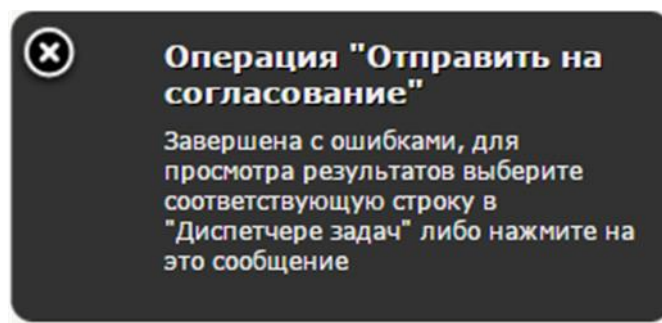 Операция "Отправить на
согласование"
Завершена с ошибками, для
просмотра результатов выберите
соответствующую строку в
"Диспетчере задач" либо нажмите на
это сообщение